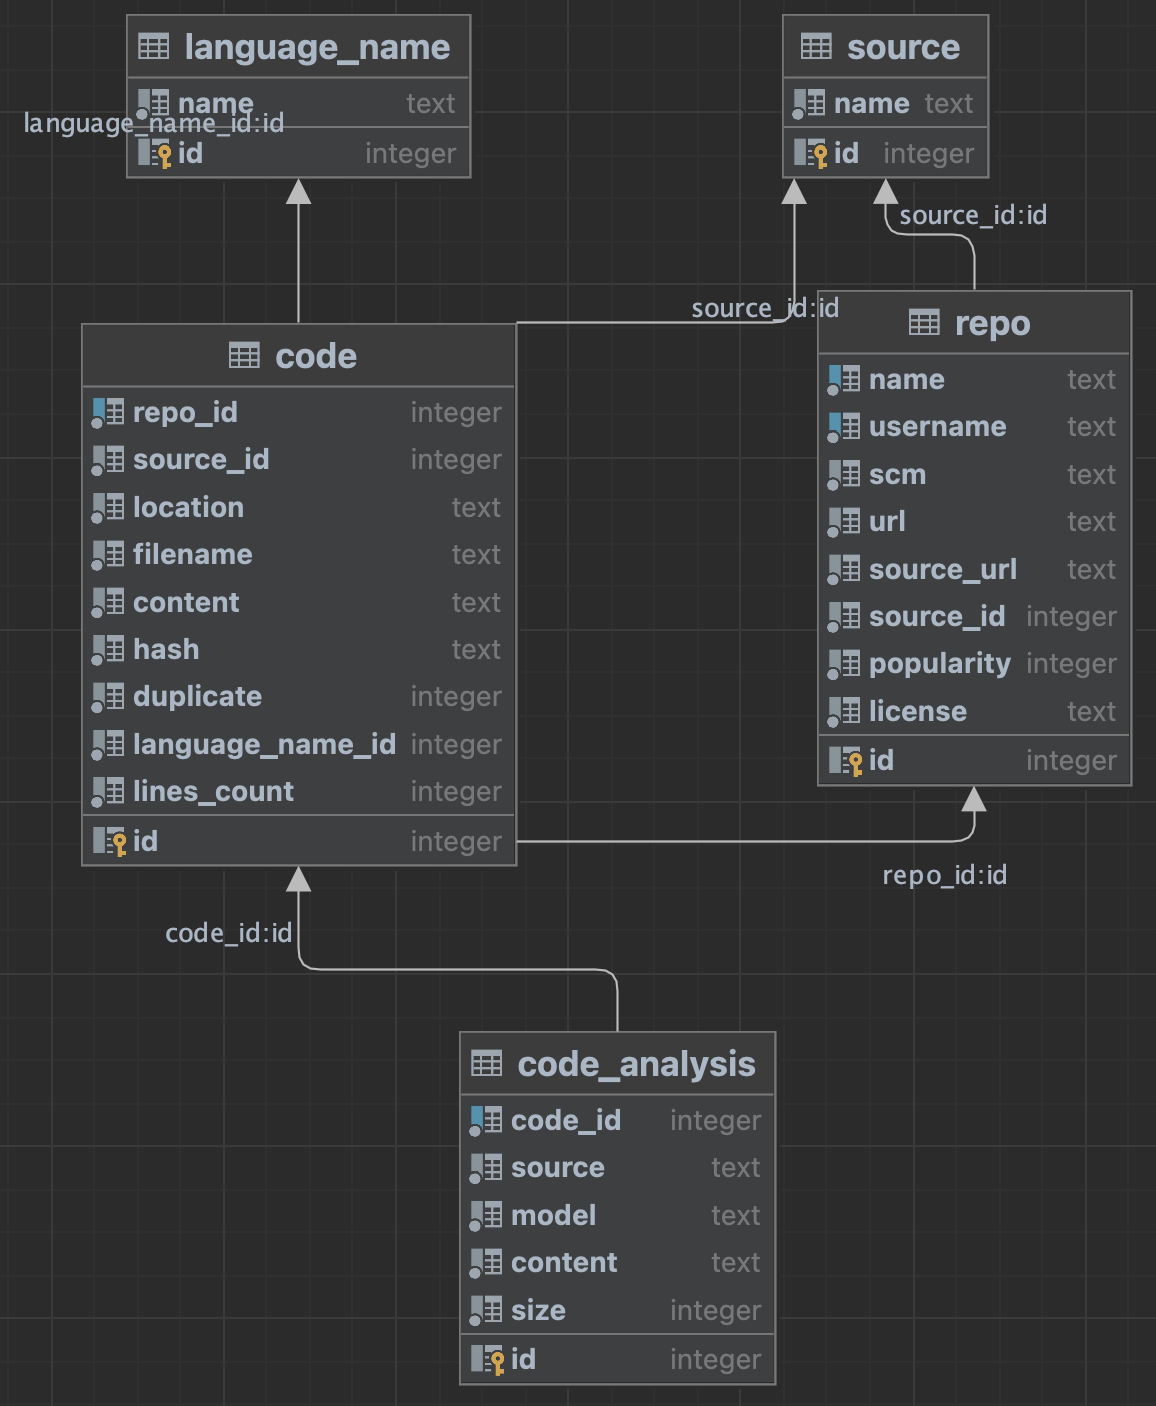 language_name
name text
language_name_id:id
id integer
source
name text
id integer
source_id:id
source_id:id
code
repo_id integer
source_id integer
location text
filename text
content text
hash text
duplicate integer
language_name_id integer
lines_count integer
id integer
repo
name text
username text
scm text
url text
source_url text
source_id integer
popularity integer
license text
id integer
repo_id:id
code_id:id
code_analysis
code_id integer
source text
model text
content text
size integer
id integer